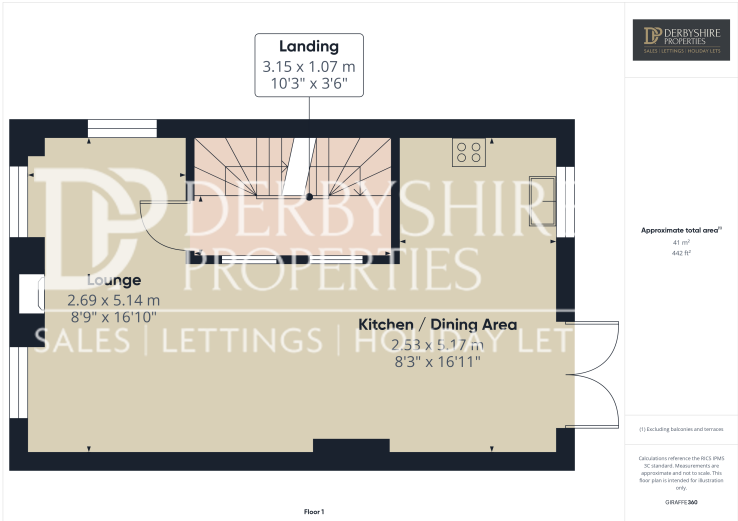 Landing
3.15 x 1.07 m
10'3" x 3'6"
DERBYSHIRE
PROPERTIES
SALES | LETTINGS | HOLIDAY LETS
DERBYSHIRE
PROPERTIES
SALES | LETTINGS | HOLIDAY LET
Lounge
2.69 x 5.14 m
8'9" x 16'10"
Kitchen / Dining Area
2.53 x 5.17 m
8'3" x 16'11"
Approximate total area(1)
41 m²
442 ft²
(1) Excluding balconies and terraces
Calculations reference the RICS IPMS
3C standard. Measurements are
approximate and not to scale. This
floor plan is intended for illustration
only.
GIRAFFE360
Floor 1